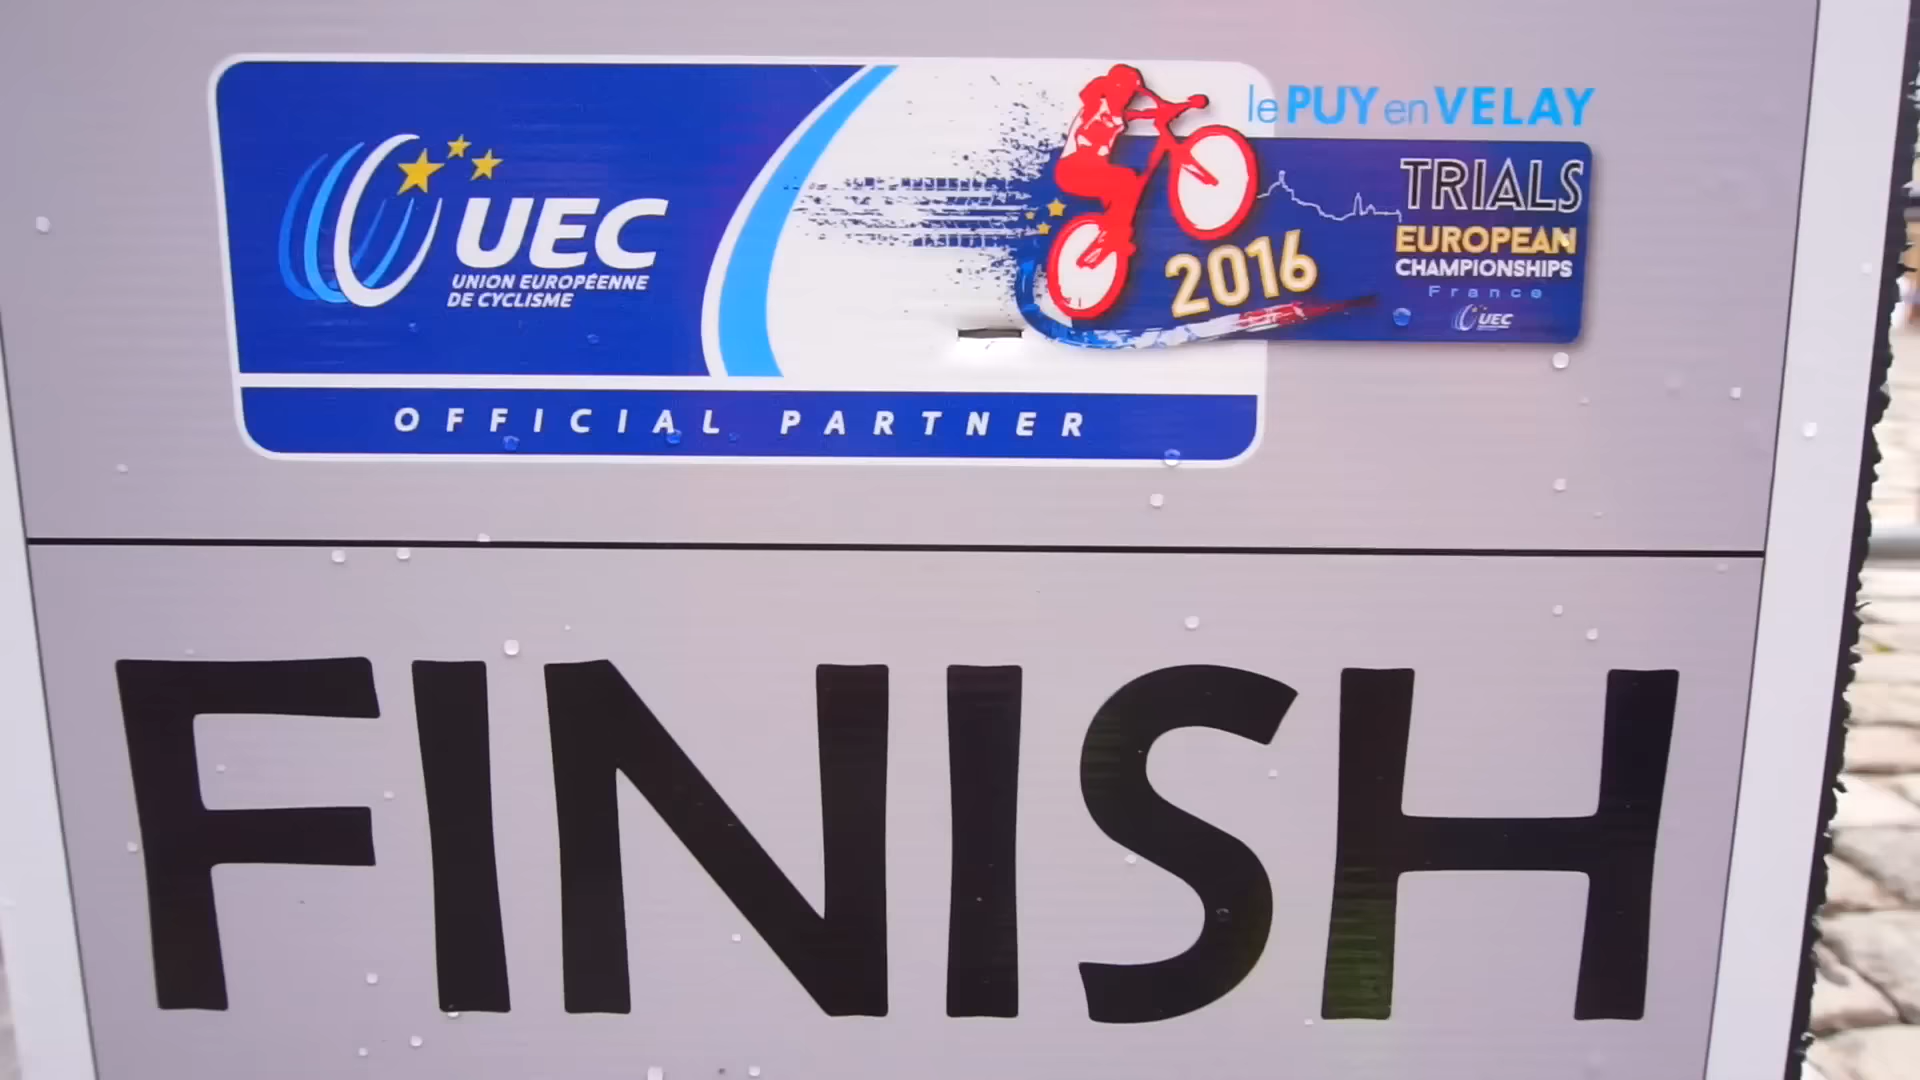 UEC
UNION EUROPÉENNE
DE CYCLISME
OFFICIAL PARTNER
le PUY en VELAY
2016
TRIALS
EUROPEAN
CHAMPIONSHIPS
France
UEC
FINISH